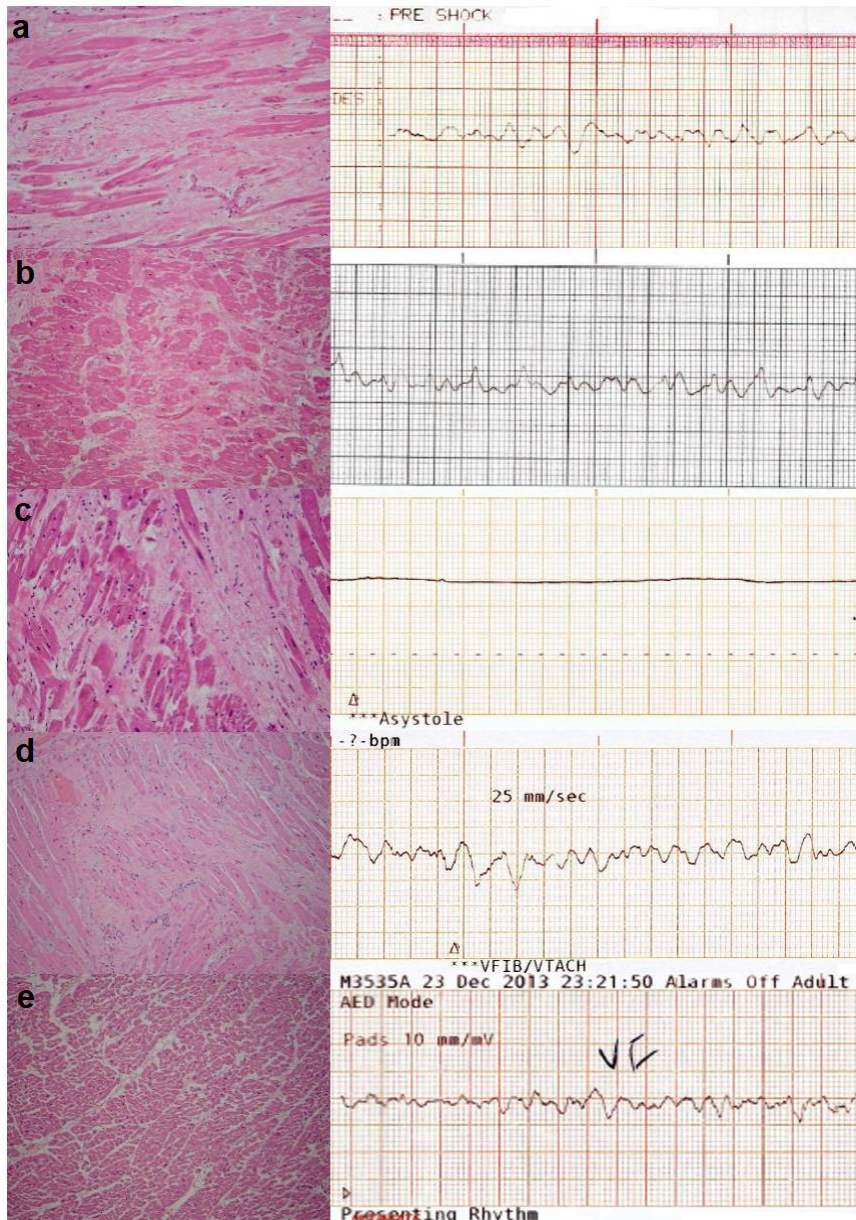 a
: PRE SHOCK
DES
b
c
***Asystole
d
-?-bpm
25 mm/sec
***VFIB/VTACH
e
M3535A 23 Dec 2013 23:21:50 Alarms Off Adult
AED Mode
Pads 10 mm/mV
VF
Presenting Rhythm